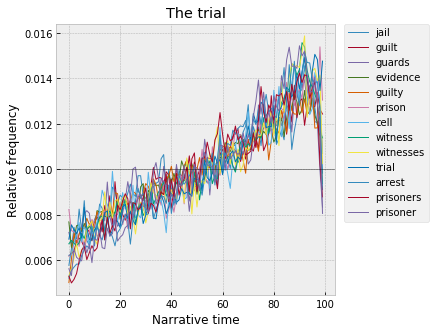 The trial
0.016
0.014
0.012
0.010
0.008
0.006
Relative frequency
0
20
40
60
80
100
Narrative time
jail
guilt
guards
evidence
guilty
prison
cell
witness
witnesses
trial
arrest
prisoners
prisoner